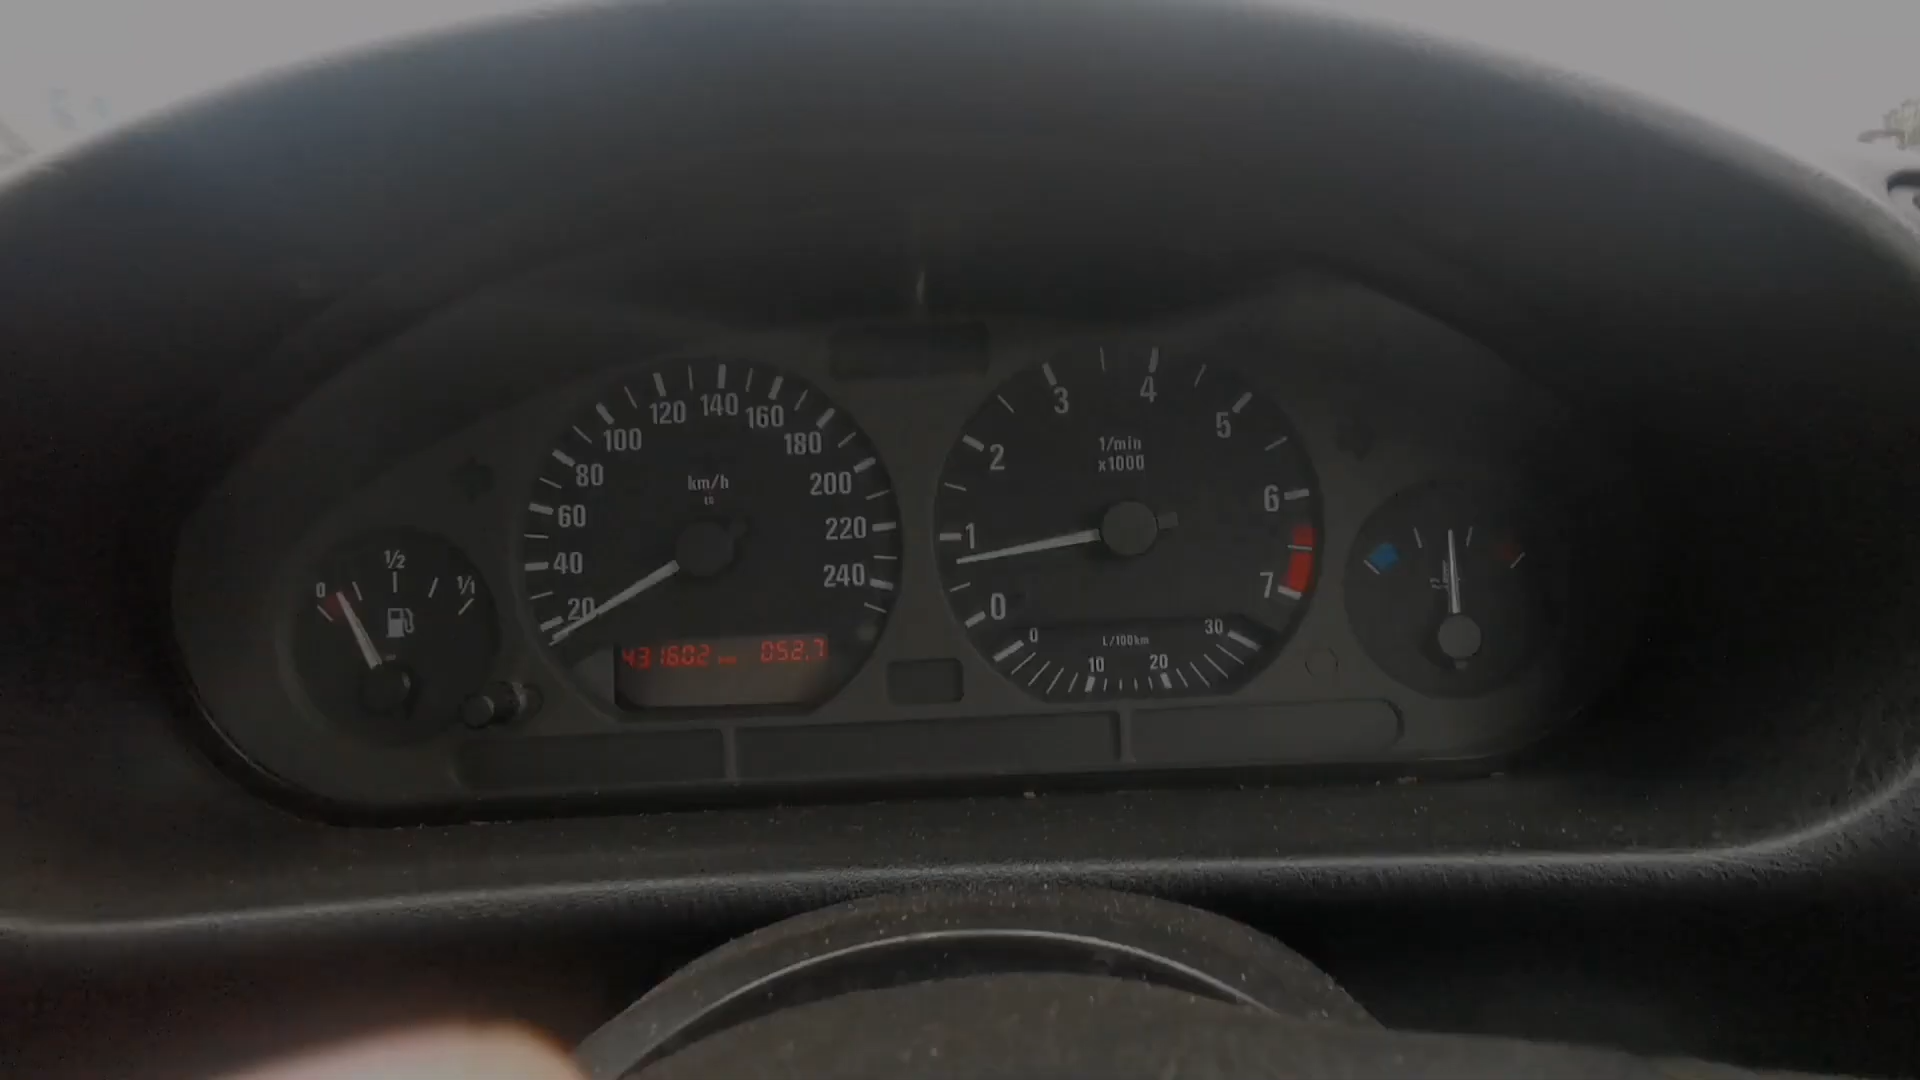 0 1/2 1/1
20 40 60 80 100 120 140 160 180 200 220 240
km/h
431602 km 052.7
0 1 2 3 4 5 6 7
1/min
x1000
0 10 20 30
L/100km